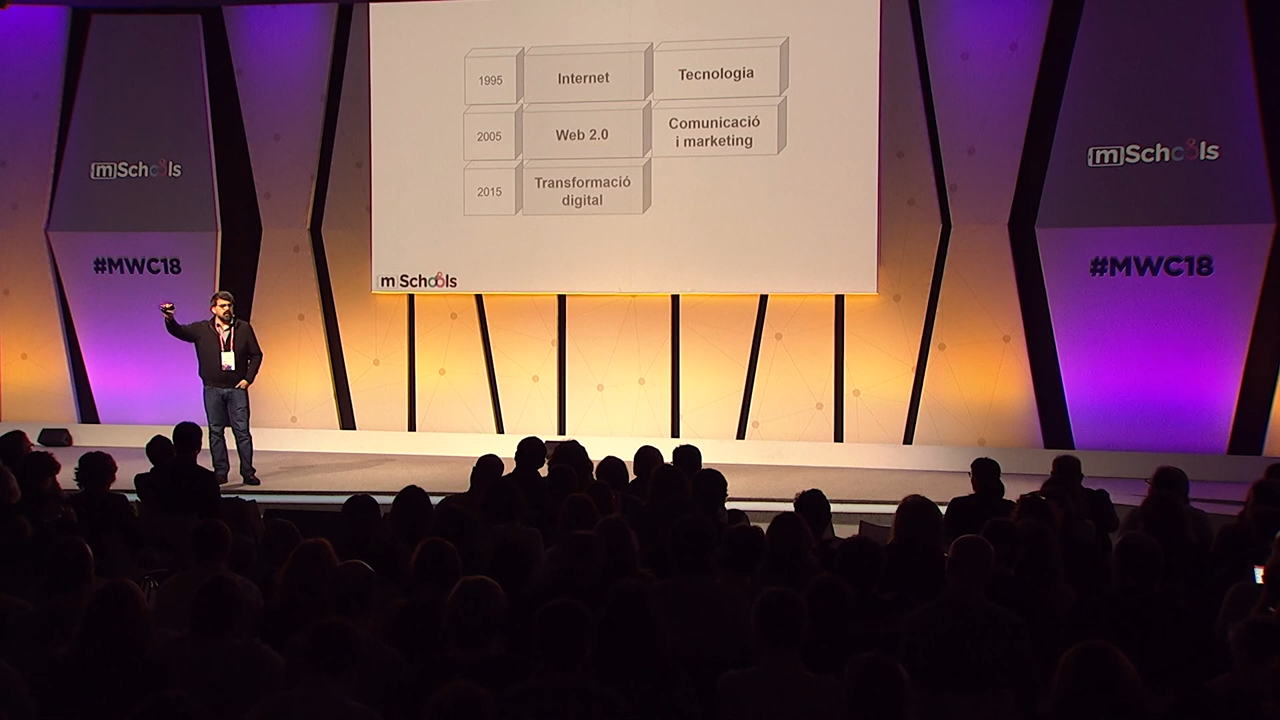 1995 Internet Tecnologia
2005 Web 2.0 Comunicació
i marketing
2015 Transformació
digital
mSchools
mSchools
#MWC18
mSchools
#MWC18